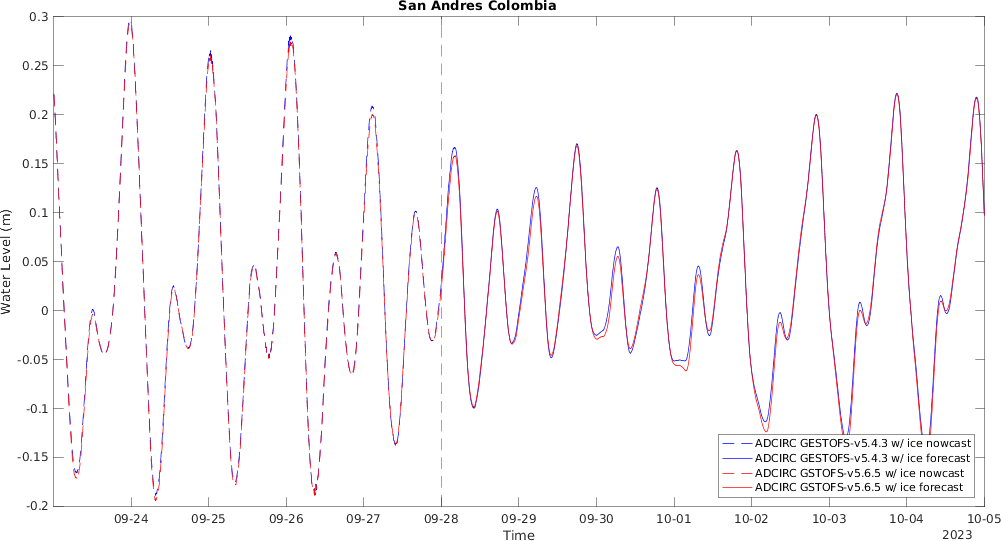 San Andres Colombia
0.3
0.25
0.2
0.15
0.1
0.05
0
-0.05
-0.1
-0.15
-0.2
Water Level (m)
ADCIRC GESTOFS-v5.4.3 w/ ice nowcast
ADCIRC GESTOFS-v5.4.3 w/ ice forecast
ADCIRC GSTOFS-v5.6.5 w/ ice nowcast
ADCIRC GSTOFS-v5.6.5 w/ ice forecast
09-24 09-25 09-26 09-27 09-28 09-29 09-30 10-01 10-02 10-03 10-04 10-05
Time
2023